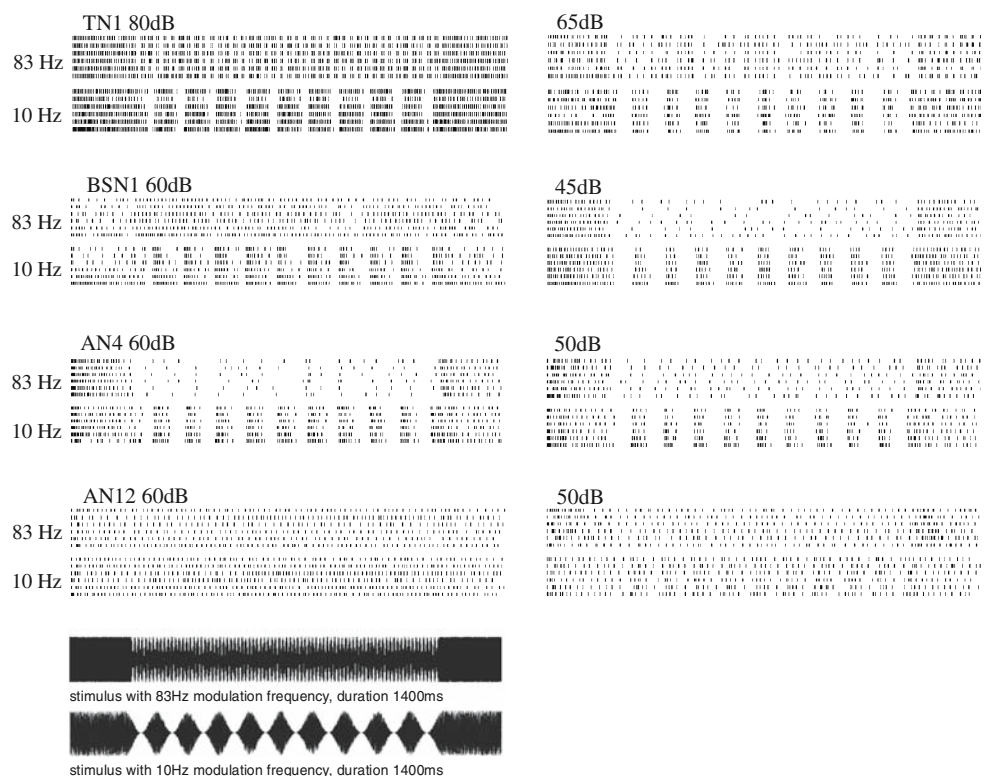 TN1 80dB
65dB
83 Hz
10 Hz
BSN1 60dB
45dB
83 Hz
10 Hz
AN4 60dB
50dB
83 Hz
10 Hz
AN12 60dB
50dB
83 Hz
10 Hz
stimulus with 83Hz modulation frequency, duration 1400ms
stimulus with 10Hz modulation frequency, duration 1400ms